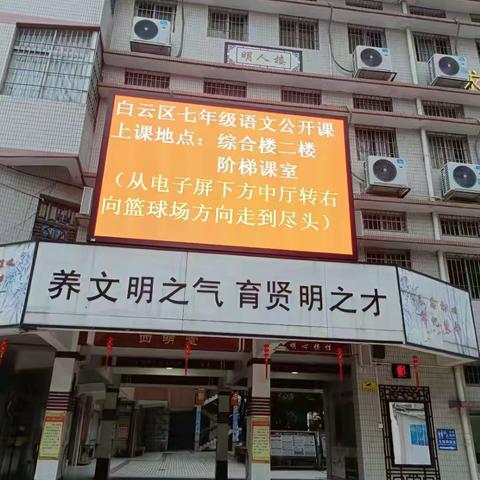 明人楼
白云区七年级语文公开课
上课地点：综合楼二楼
阶梯课室
（从电子屏下方中厅转右
向篮球场方向走到尽头）
养文明之气 育贤明之才